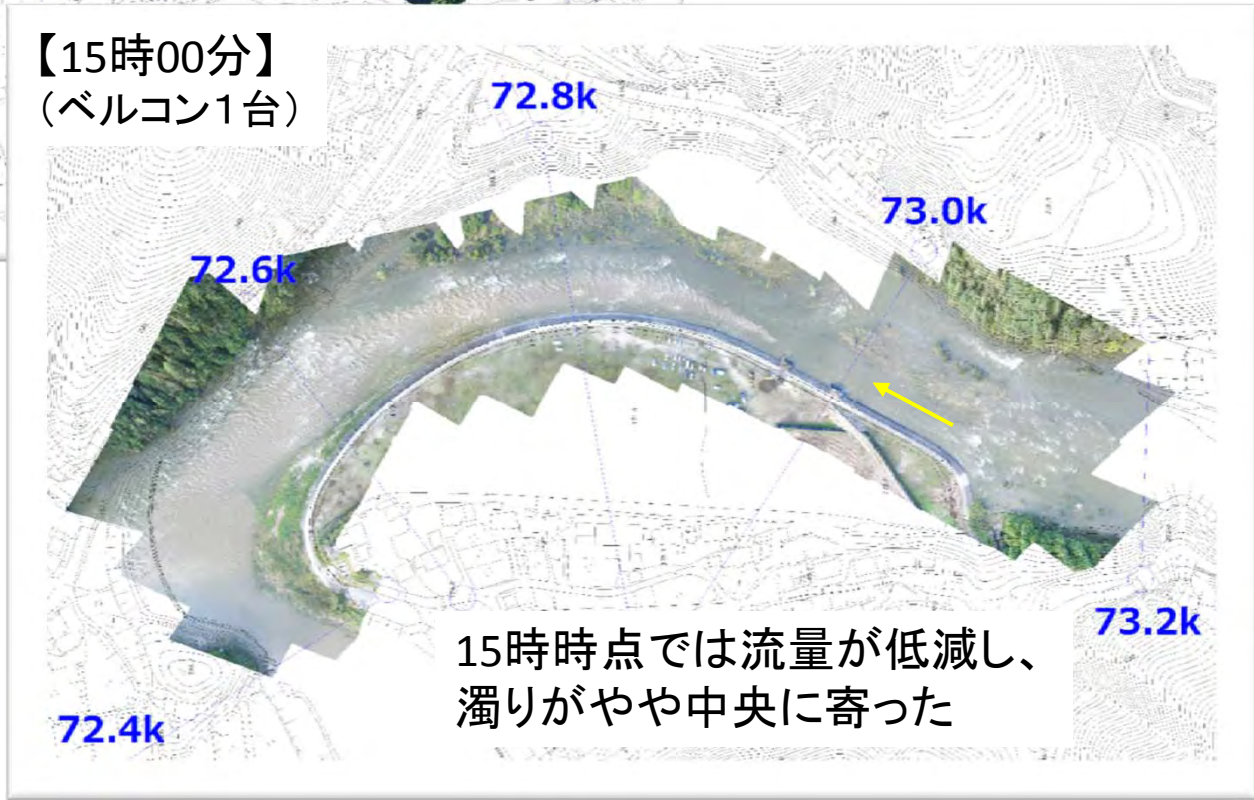 【15時00分】
（ベルコン１台）
72.8k
73.0k
72.6k
73.2k
15時時点では流量が低減し、
濁りがやや中央に寄った
72.4k